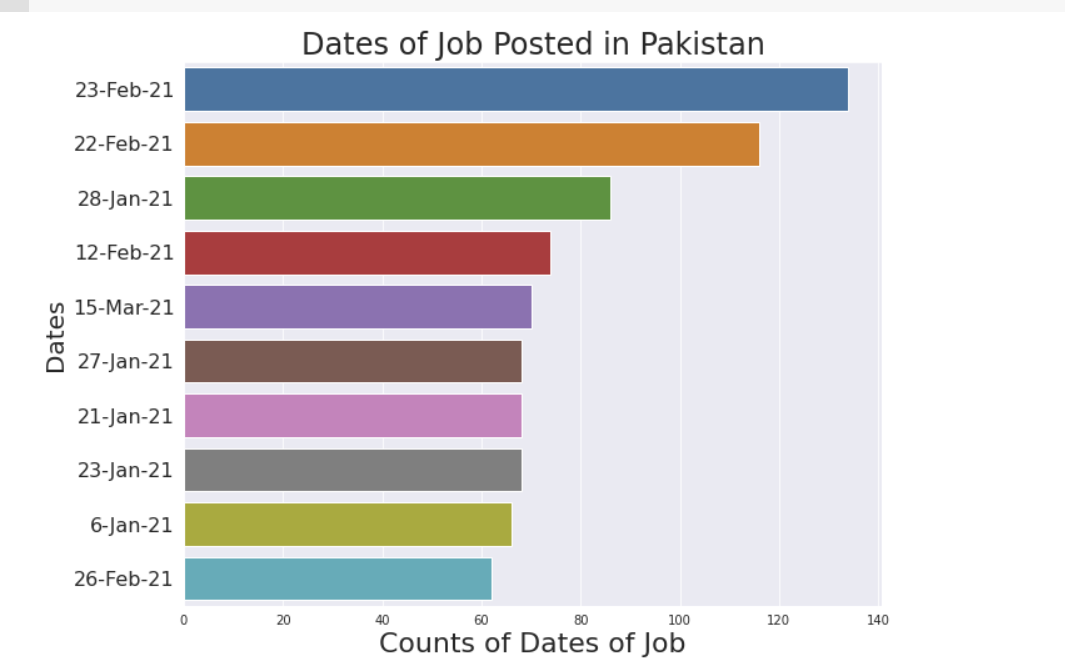 Dates of Job Posted in Pakistan
23-Feb-21
22-Feb-21
28-Jan-21
12-Feb-21
15-Mar-21
27-Jan-21
21-Jan-21
23-Jan-21
6-Jan-21
26-Feb-21
Dates
0 20 40 60 80 100 120 140
Counts of Dates of Job